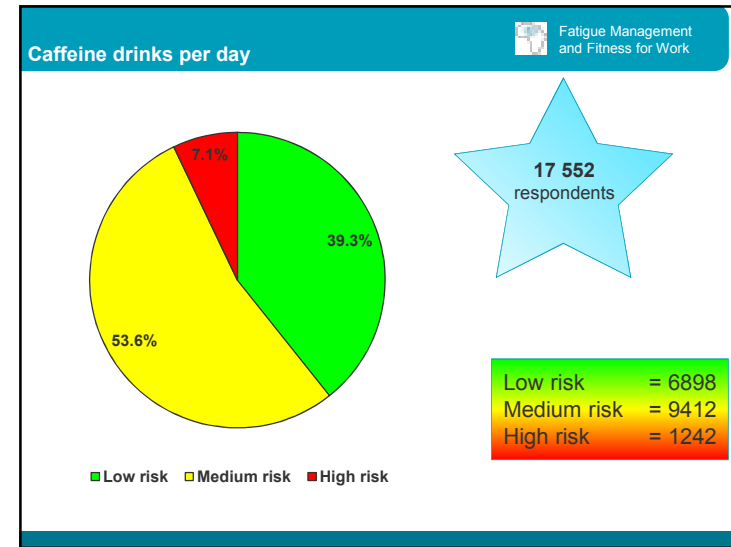 Caffeine drinks per day
Fatigue Management
and Fitness for Work
17 552
respondents
7.1%
39.3%
53.6%
Low risk = 6898
Medium risk = 9412
High risk = 1242
Low risk Medium risk High risk